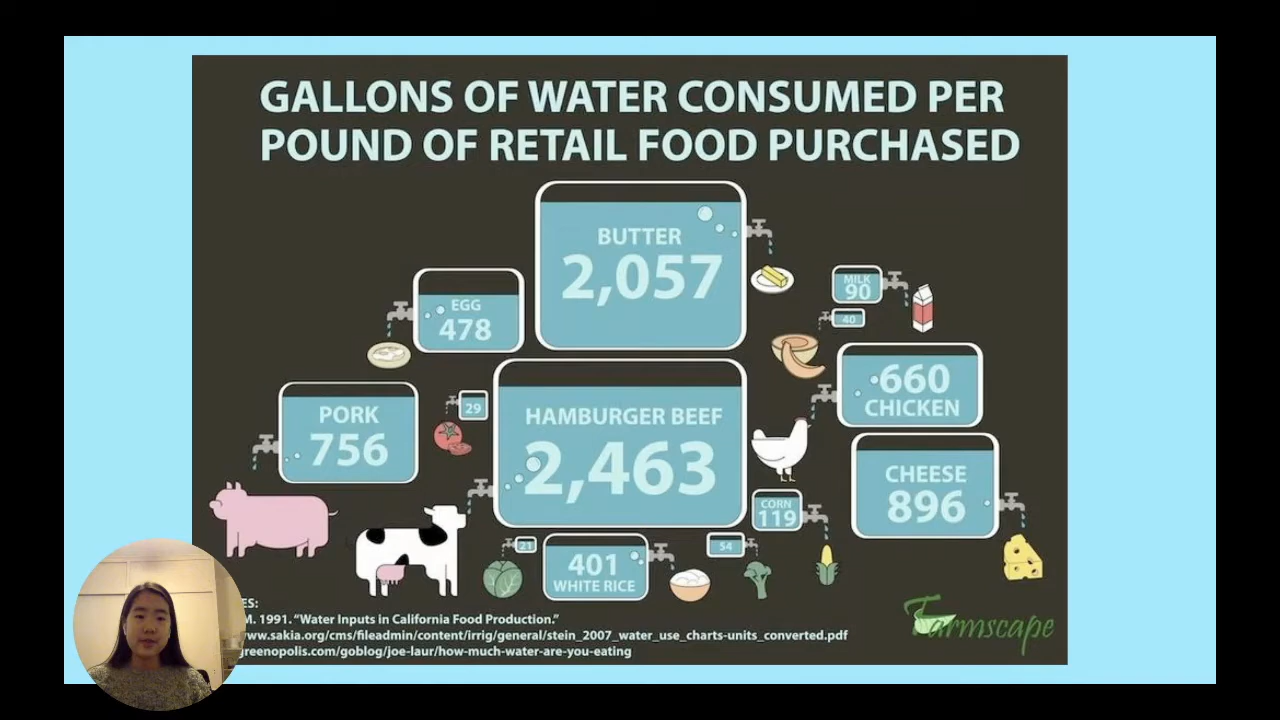 GALLONS OF WATER CONSUMED PER
POUND OF RETAIL FOOD PURCHASED
BUTTER
2,057
MILK
90
EGG
478
40
660
CHICKEN
PORK
756
29
HAMBURGER BEEF
2,463
CHEESE
896
CORN
119
21
401
WHITE RICE
54
ES:
M. 1991. “Water Inputs in California Food Production.”
ww.sakia.org/cms/fileadmin/content/irrig/general/stein_2007_water_use_charts-units_converted.pdf
greenopolis.com/goblog/joe-laur/how-much-water-are-you-eating
Farmscape